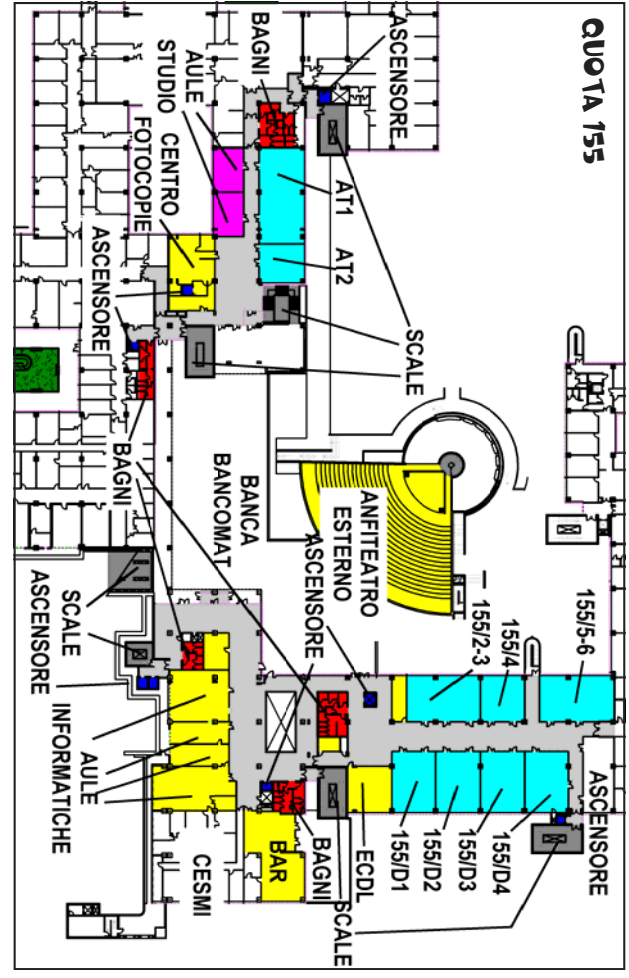 QUOTA 155
ASCENSORE
BAGNI
AULE
STUDIO
CENTRO
FOTOCOPIE
ASCENSORE
AT1
AT2
SCALE
BAGNI
BANCA
BANCOMAT
ANFITEATRO
ESTERNO
ASCENSORE
155/2-3
155/4
155/5-6
SCALE
ASCENSORE
AULE
INFORMATICHE
CESMI
BAR
BAGNI
ECDL
155/D1
155/D2
155/D3
155/D4
ASCENSORE
SCALE